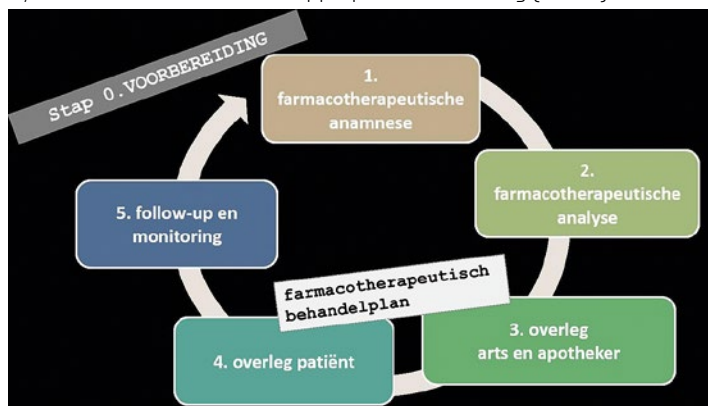 Stap 0.VOORBEREIDING
1.
farmacotherapeutische
anamnese
2.
farmacotherapeutische
analyse
3. overleg
arts en apotheker
farmacotherapeutisch
behandelplan
4. overleg patiënt
5. follow-up en
monitoring